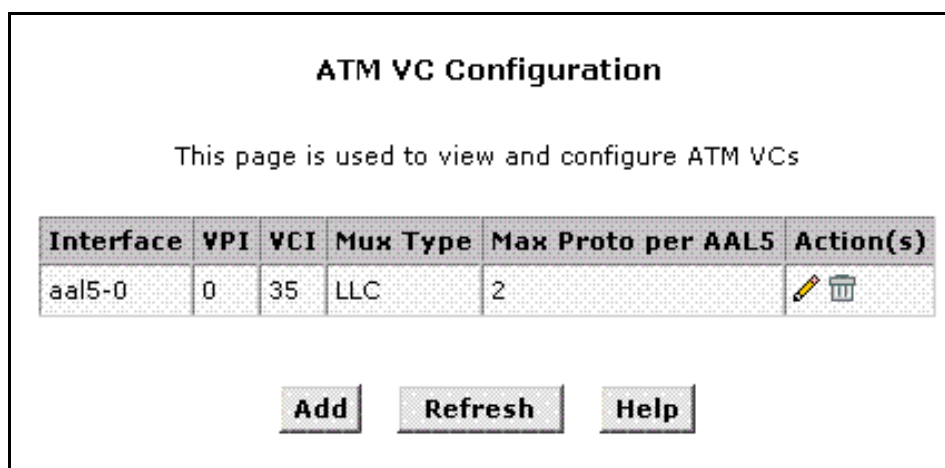 ATM VC Configuration
This page is used to view and configure ATM VCs
Interface VPI VCI Mux Type Max Proto per AAL5 Action(s)
aal5-0 0 35 LLC 2
Add Refresh Help